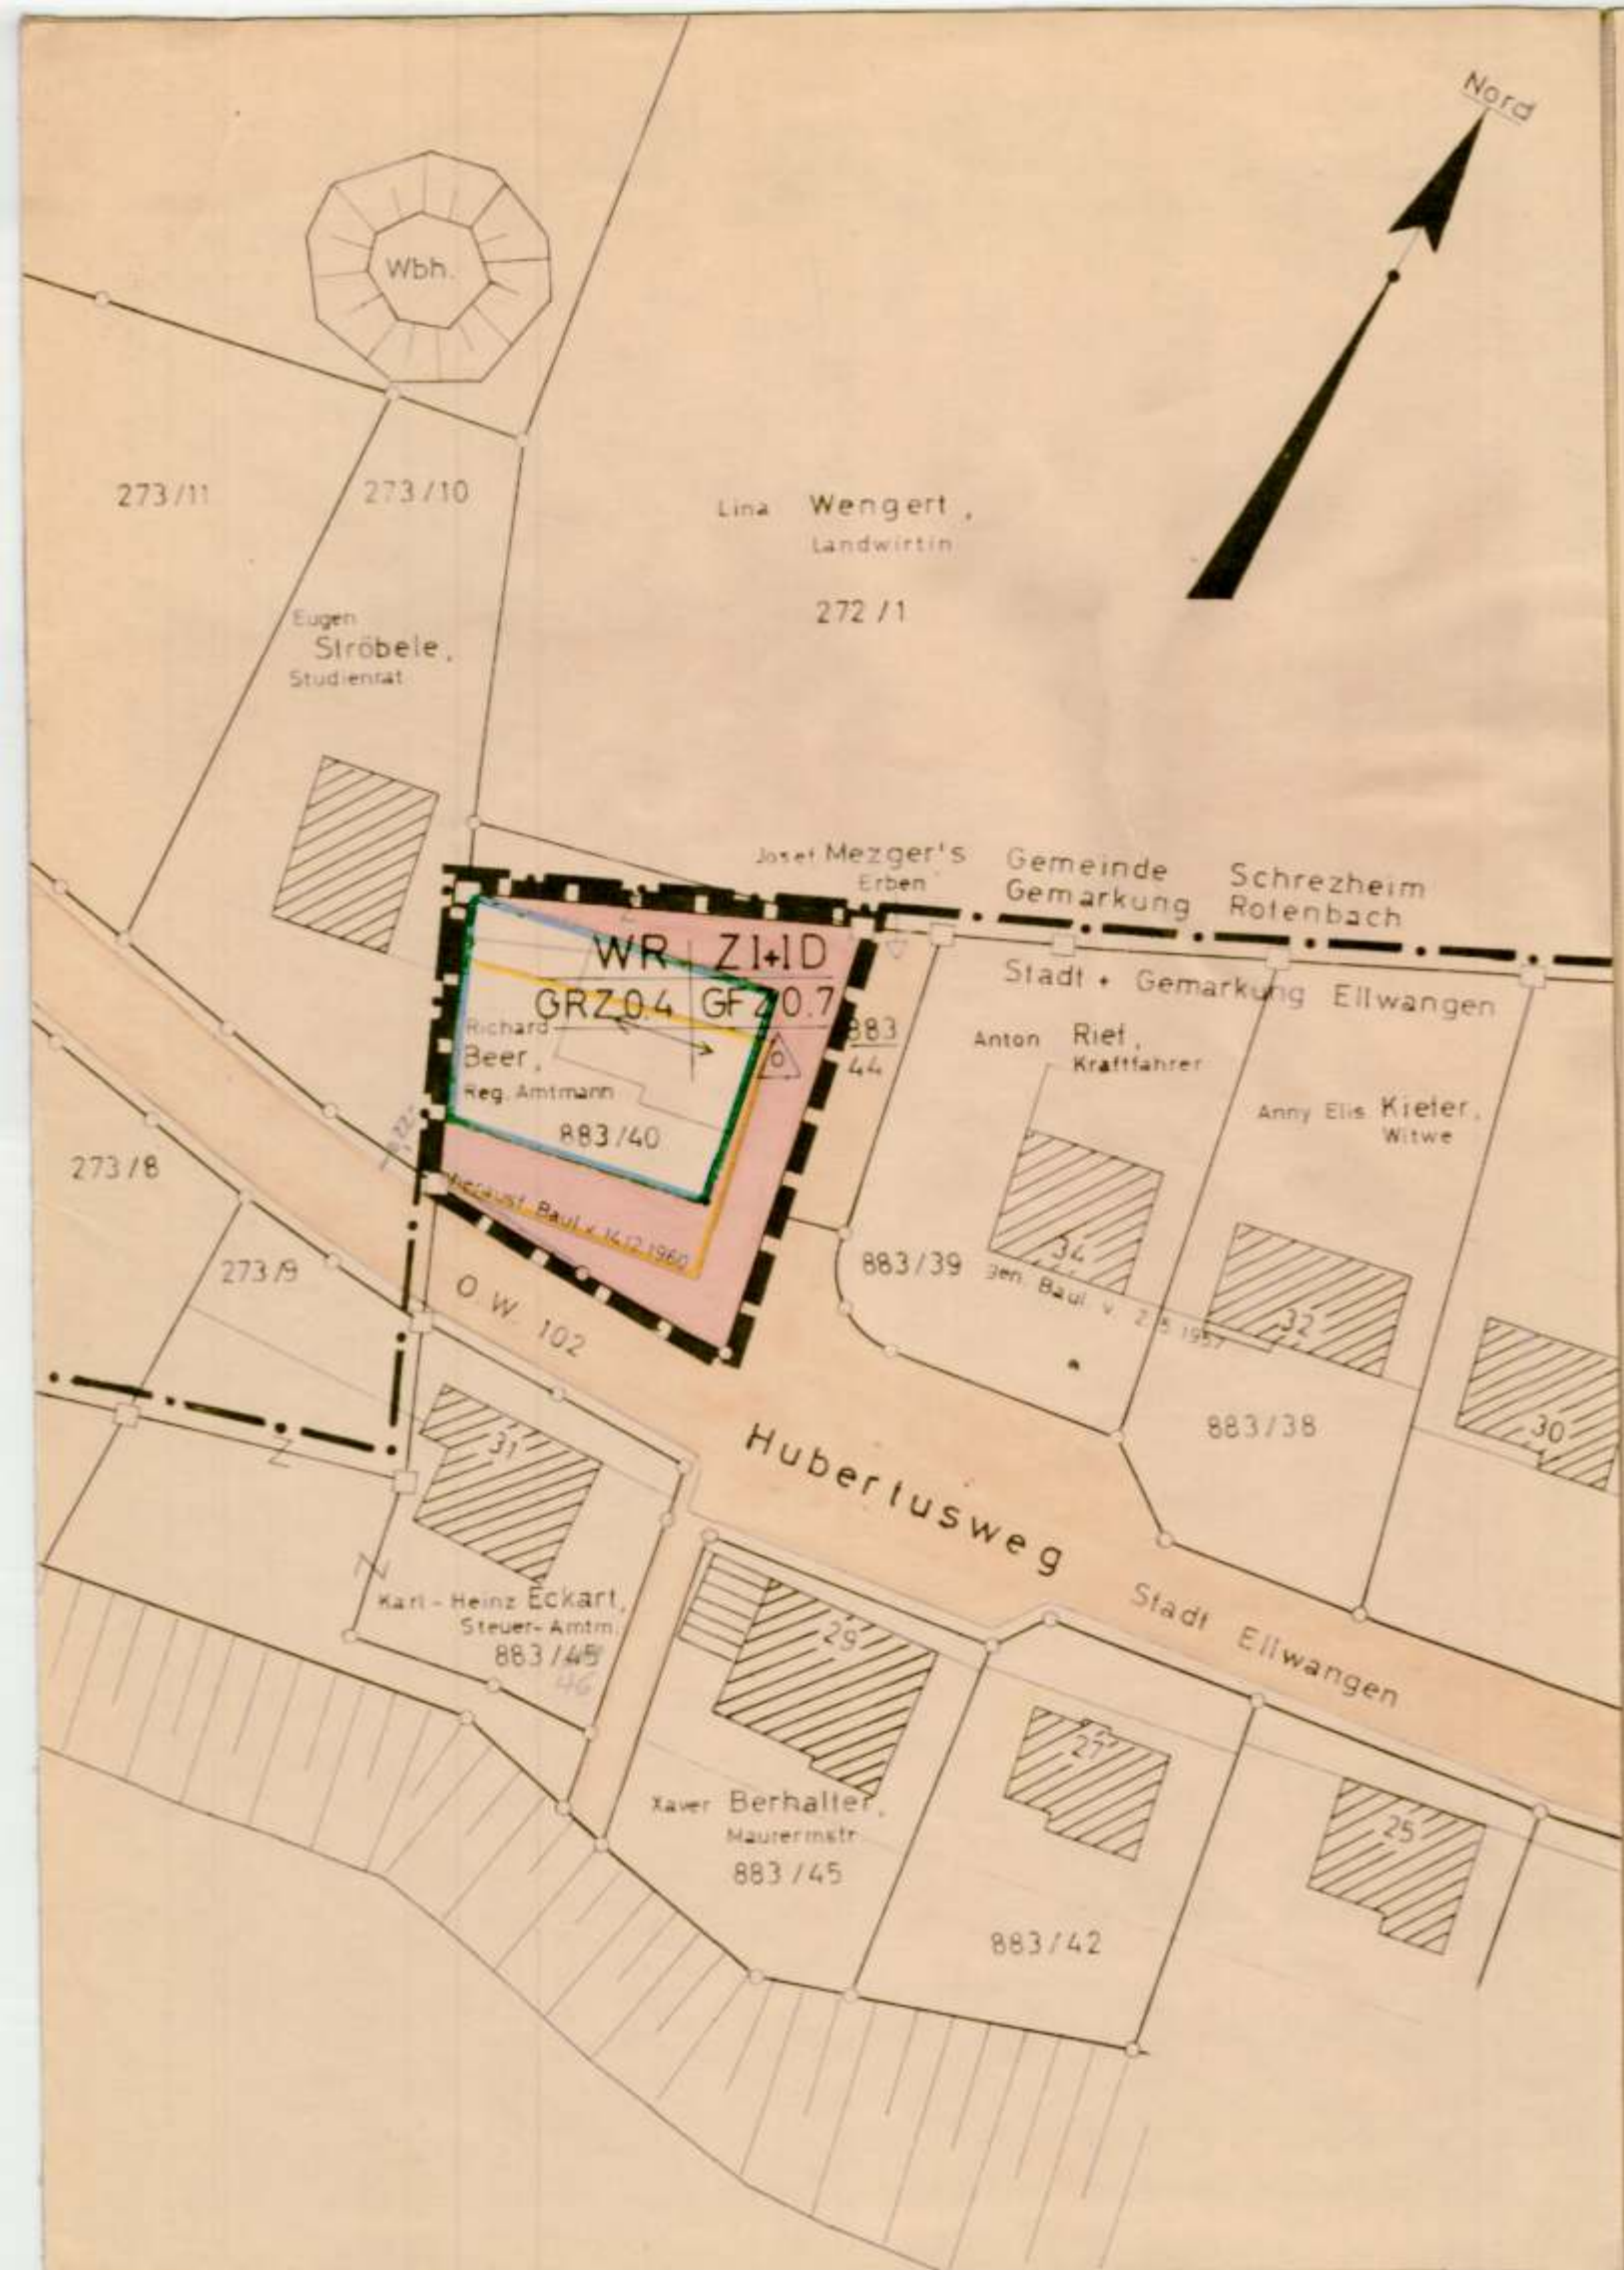 Nord
Wbh.
273/11
273/10
Lina Wengert,
Landwirtin
272/1
Eugen
Ströbele,
Studienrat
Josef Mezger's
Erben
Gemeinde Schrezheim
Gemarkung Rotenbach
Stadt + Gemarkung Ellwangen
WR Z I+ID
GRZ 0.4 GFZ 0.7
Richard
Beer,
Reg. Amtmann
883/40
883
44
Anton Rief,
Kraftfahrer
Anny Elis Kiefer,
Witwe
273/8
273/9
O.W. 102
883/39
34
32
30
883/38
31
Hubertusweg
Stadt Ellwangen
Karl-Heinz Eckart,
Steuer-Amtm.
883/45
46
29
27
25
Xaver Berhalter,
Maurermstr.
883/45
883/42